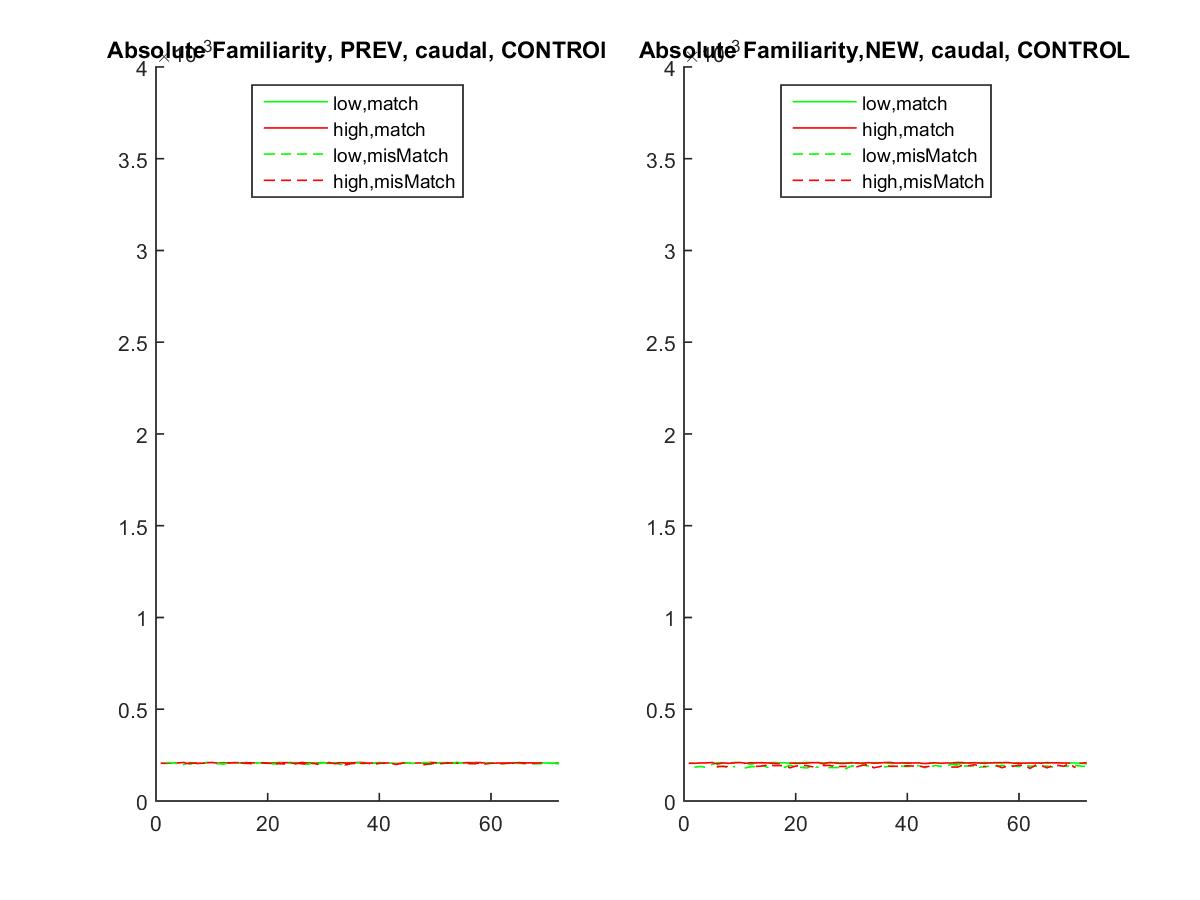 Absolute Familiarity, PREV, caudal, CONTROL
×10 3
4
3.5
3
2.5
2
1.5
1
0.5
0
0 20 40 60
low,match
high,match
low,misMatch
high,misMatch
Absolute Familiarity,NEW, caudal, CONTROL
×10 3
4
3.5
3
2.5
2
1.5
1
0.5
0
0 20 40 60
low,match
high,match
low,misMatch
high,misMatch